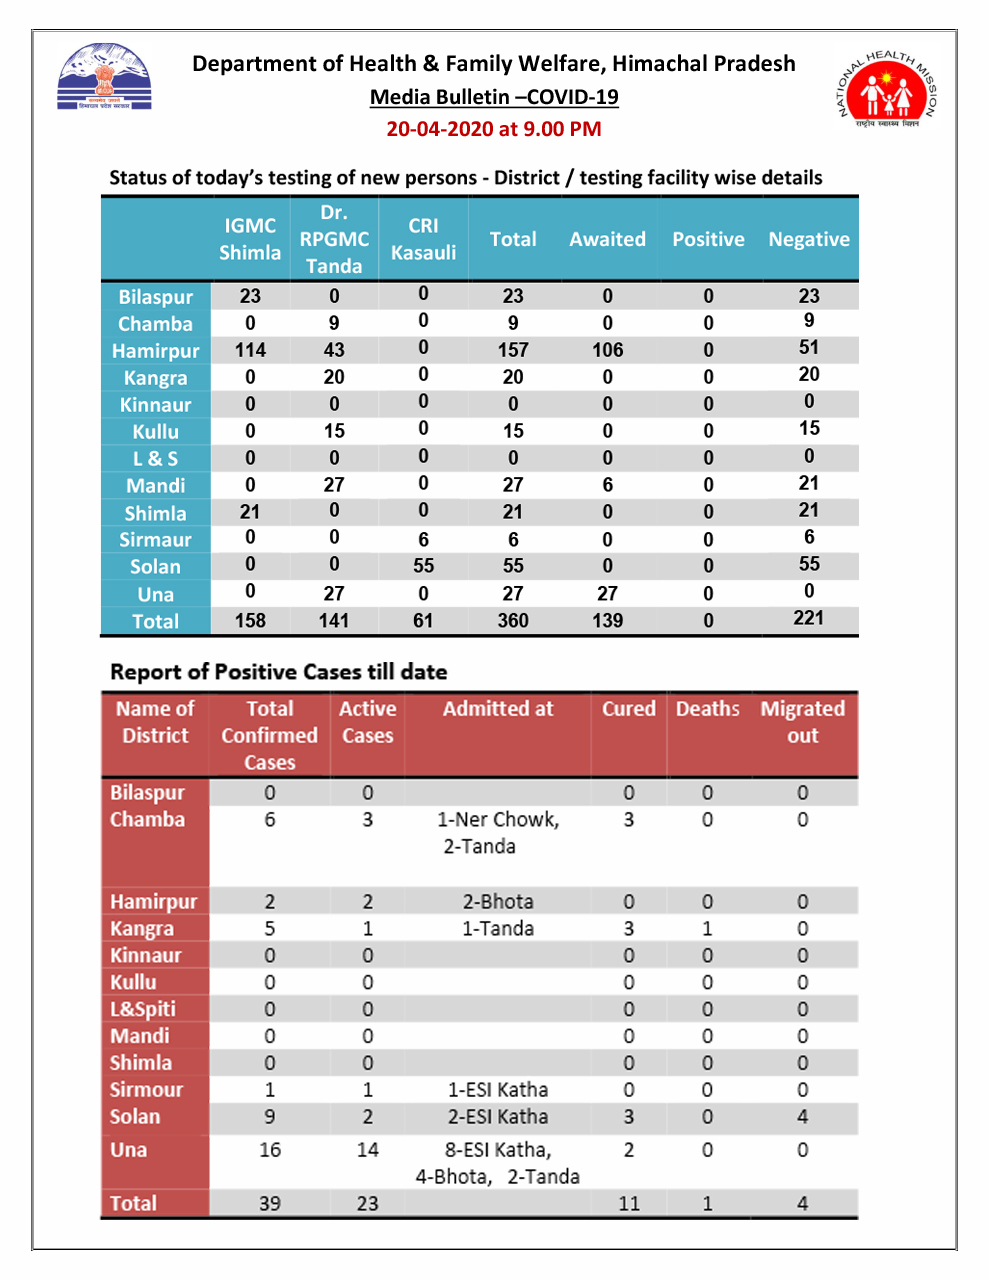 Department of Health & Family Welfare, Himachal Pradesh
Media Bulletin –COVID-19
20-04-2020 at 9.00 PM
सत्यमेव जयते
हिमाचल प्रदेश सरकार
NATIONAL HEALTH MISSION
राष्ट्रीय स्वास्थ्य मिशन
Status of today's testing of new persons - District / testing facility wise details
IGMC Shimla Dr. RPGMC Tanda CRI Kasauli Total Awaited Positive Negative
Bilaspur 23 0 0 23 0 0 23
Chamba 0 9 0 9 0 0 9
Hamirpur 114 43 0 157 106 0 51
Kangra 0 20 0 20 0 0 20
Kinnaur 0 0 0 0 0 0 0
Kullu 0 15 0 15 0 0 15
L & S 0 0 0 0 0 0 0
Mandi 0 27 0 27 6 0 21
Shimla 21 0 0 21 0 0 21
Sirmaur 0 0 6 6 0 0 6
Solan 0 0 55 55 0 0 55
Una 0 27 0 27 27 0 0
Total 158 141 61 360 139 0 221
Report of Positive Cases till date
Name of District Total Confirmed Cases Active Cases Admitted at Cured Deaths Migrated out
Bilaspur 0 0 0 0 0
Chamba 6 3 1-Ner Chowk, 3 0 0
2-Tanda
Hamirpur 2 2 2-Bhota 0 0 0
Kangra 5 1 1-Tanda 3 1 0
Kinnaur 0 0 0 0 0
Kullu 0 0 0 0 0
L&Spiti 0 0 0 0 0
Mandi 0 0 0 0 0
Shimla 0 0 0 0 0
Sirmour 1 1 1-ESI Katha 0 0 0
Solan 9 2 2-ESI Katha 3 0 4
Una 16 14 8-ESI Katha, 2 0 0
4-Bhota, 2-Tanda
Total 39 23 11 1 4